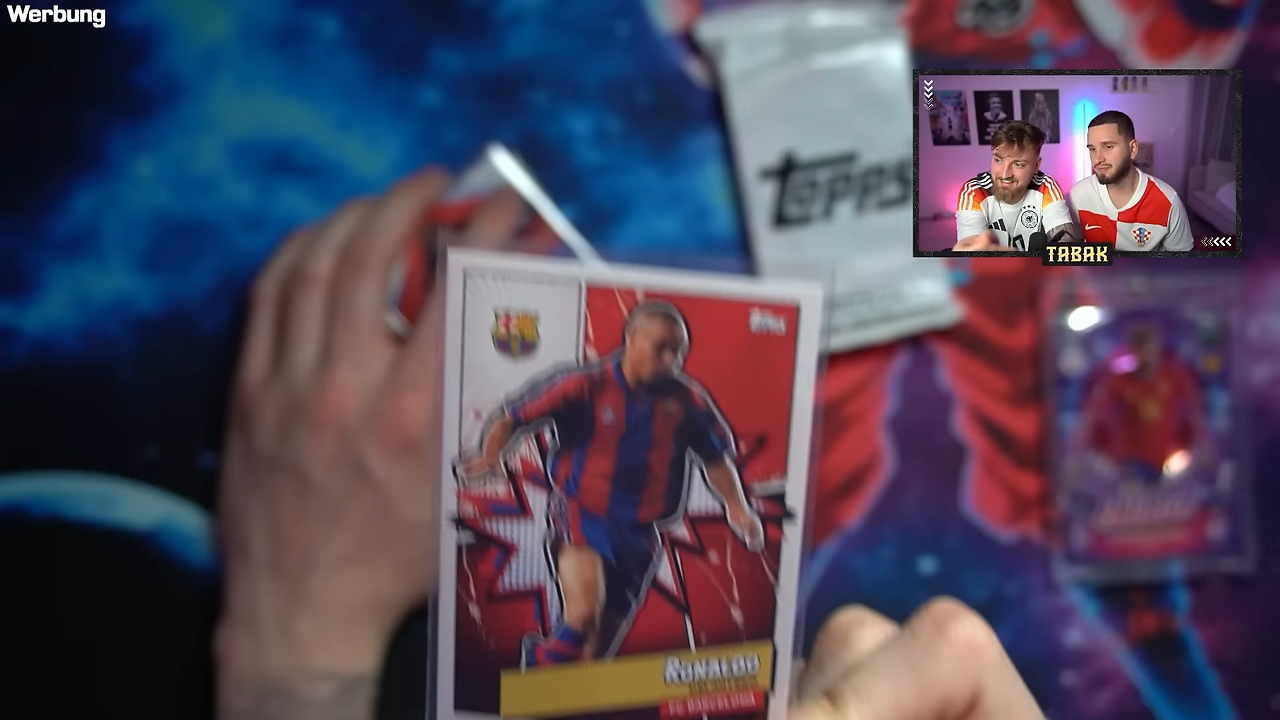 Werbung
TOPPS
TABAK
topps
RONALDO
FC BARCELONA